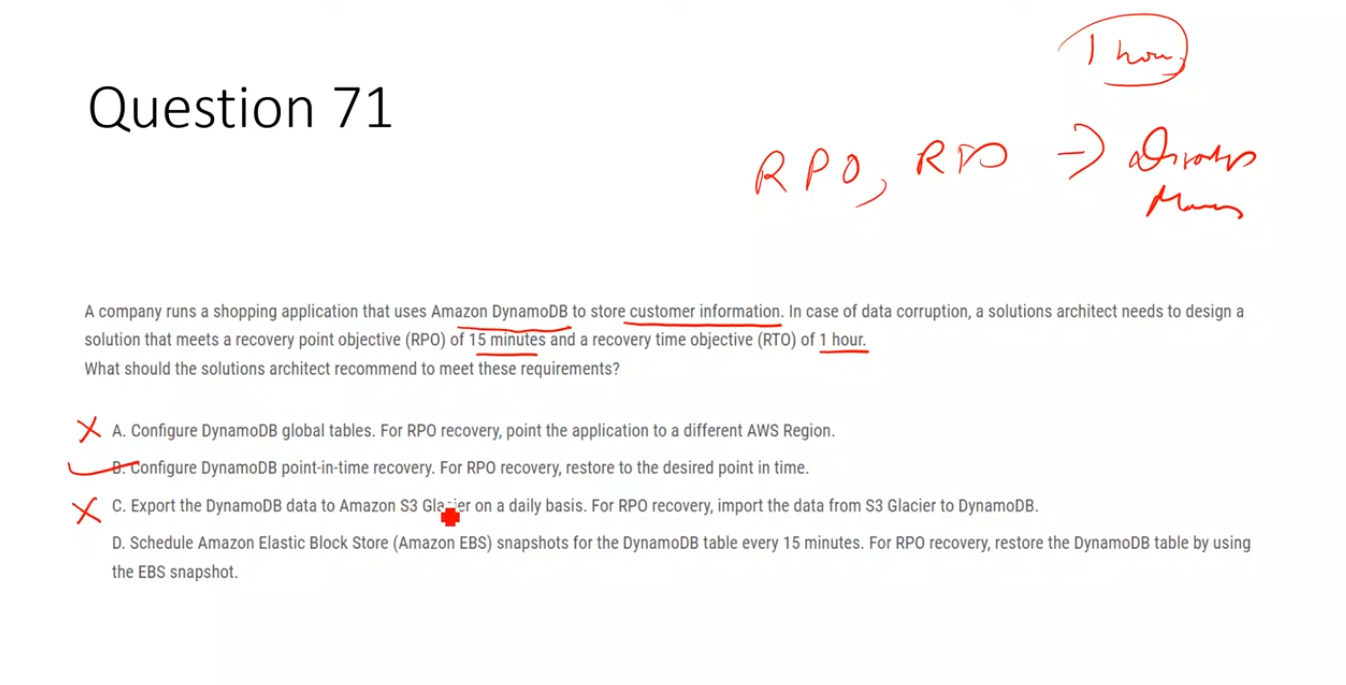 1 hour
Question 71
RPO, RTO →
A company runs a shopping application that uses Amazon DynamoDB to store customer information. In case of data corruption, a solutions architect needs to design a
solution that meets a recovery point objective (RPO) of 15 minutes and a recovery time objective (RTO) of 1 hour.
What should the solutions architect recommend to meet these requirements?
A. Configure DynamoDB global tables. For RPO recovery, point the application to a different AWS Region.
B. Configure DynamoDB point-in-time recovery. For RPO recovery, restore to the desired point in time.
C. Export the DynamoDB data to Amazon S3 Glacier on a daily basis. For RPO recovery, import the data from S3 Glacier to DynamoDB.
D. Schedule Amazon Elastic Block Store (Amazon EBS) snapshots for the DynamoDB table every 15 minutes. For RPO recovery, restore the DynamoDB table by using
the EBS snapshot.